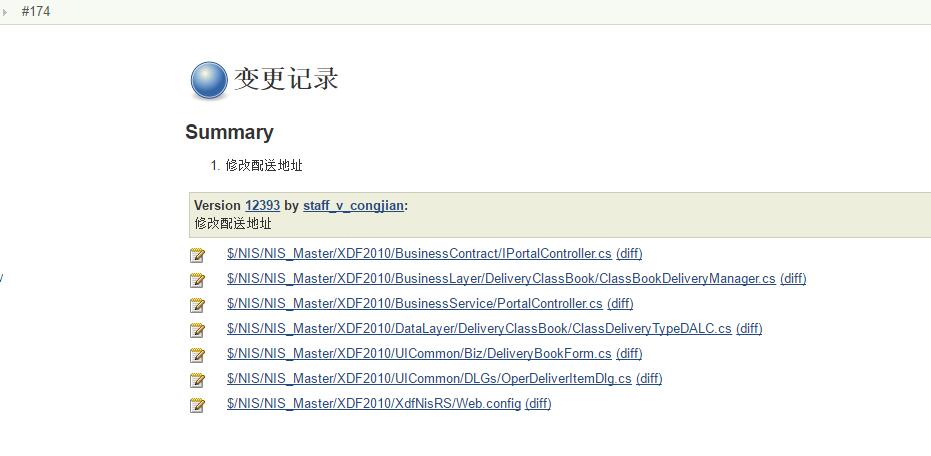 #174
变更记录
Summary
1. 修改配送地址
Version 12393 by staff_v_congjian:
修改配送地址
$/NIS/NIS_Master/XDF2010/BusinessContract/IPortalController.cs (diff)
$/NIS/NIS_Master/XDF2010/BusinessLayer/DeliveryClassBook/ClassBookDeliveryManager.cs (diff)
$/NIS/NIS_Master/XDF2010/BusinessService/PortalController.cs (diff)
$/NIS/NIS_Master/XDF2010/DataLayer/DeliveryClassBook/ClassDeliveryTypeDALC.cs (diff)
$/NIS/NIS_Master/XDF2010/UICommon/Biz/DeliveryBookForm.cs (diff)
$/NIS/NIS_Master/XDF2010/UICommon/DLGs/OperDeliverItemDlg.cs (diff)
$/NIS/NIS_Master/XDF2010/XdfNisRS/Web.config (diff)